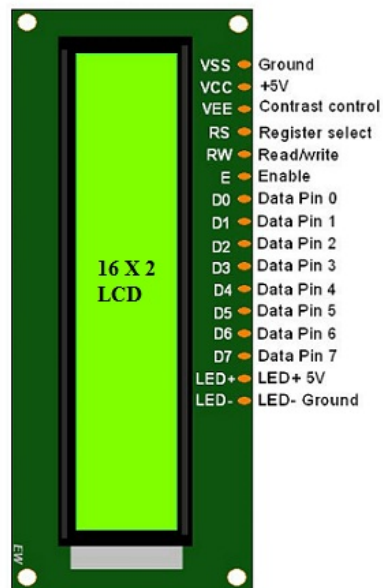 VSS Ground
VCC +5V
VEE Contrast control
RS Register select
RW Read/write
E Enable
D0 Data Pin 0
D1 Data Pin 1
D2 Data Pin 2
D3 Data Pin 3
D4 Data Pin 4
D5 Data Pin 5
D6 Data Pin 6
D7 Data Pin 7
LED+ LED+ 5V
LED- LED- Ground
16 X 2
LCD
EW